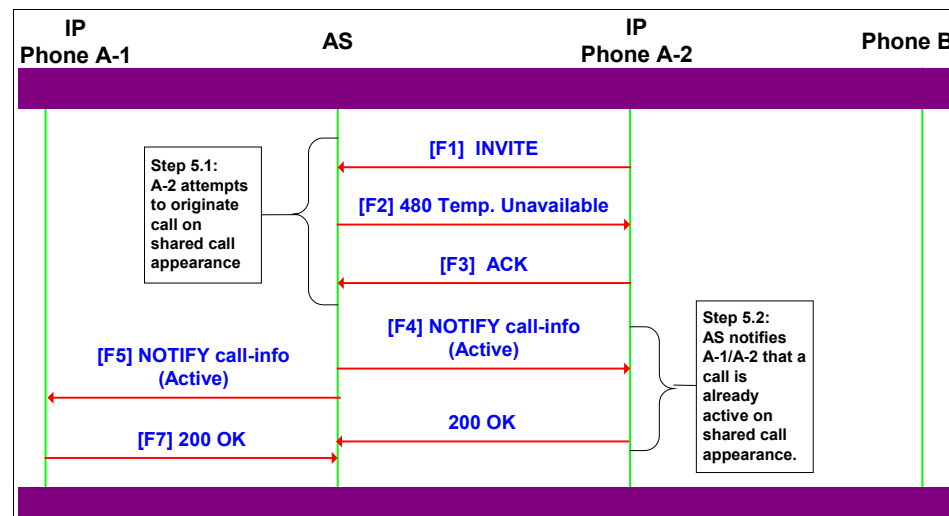 IP
Phone A-1
AS
IP
Phone A-2
Phone B
[F1]  INVITE
Step 5.1:
A-2 attempts
to originate
call on
shared call
appearance
[F2] 480 Temp. Unavailable
[F3]  ACK
[F4] NOTIFY call-info
(Active)
Step 5.2:
AS notifies
A-1/A-2 that a
call is
already
active on
shared call
appearance.
[F5] NOTIFY call-info
(Active)
200 OK
[F7] 200 OK